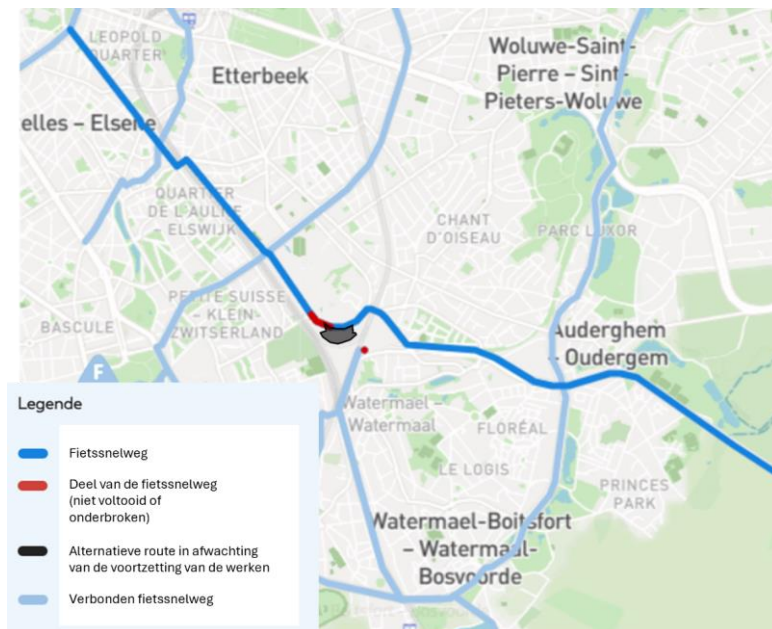 LEOPOLD
QUARTER
Etterbeek
Woluwe-Saint-
Pierre – Sint-
Pieters-Woluwe
elles – Elsene
QUARTIER
DE L'AULNE
– ELSWIJK
CHANT
D'OISEAU
PARC LUXOR
PETITE SUISSE
– KLEIN
ZWITSERLAND
BASCULE
Auderghem
– Oudergem
F
Watermael –
Watermaal
FLORÉAL
LE LOGIS
PRINCES
PARK
Watermael-Boitsfort
– Watermaal-
Bosvoorde
Legende
Fietssnelweg
Deel van de fietssnelweg
(niet voltooid of
onderbroken)
Alternatieve route in afwachting
van de voortzetting van de werken
Verbonden fietssnelweg